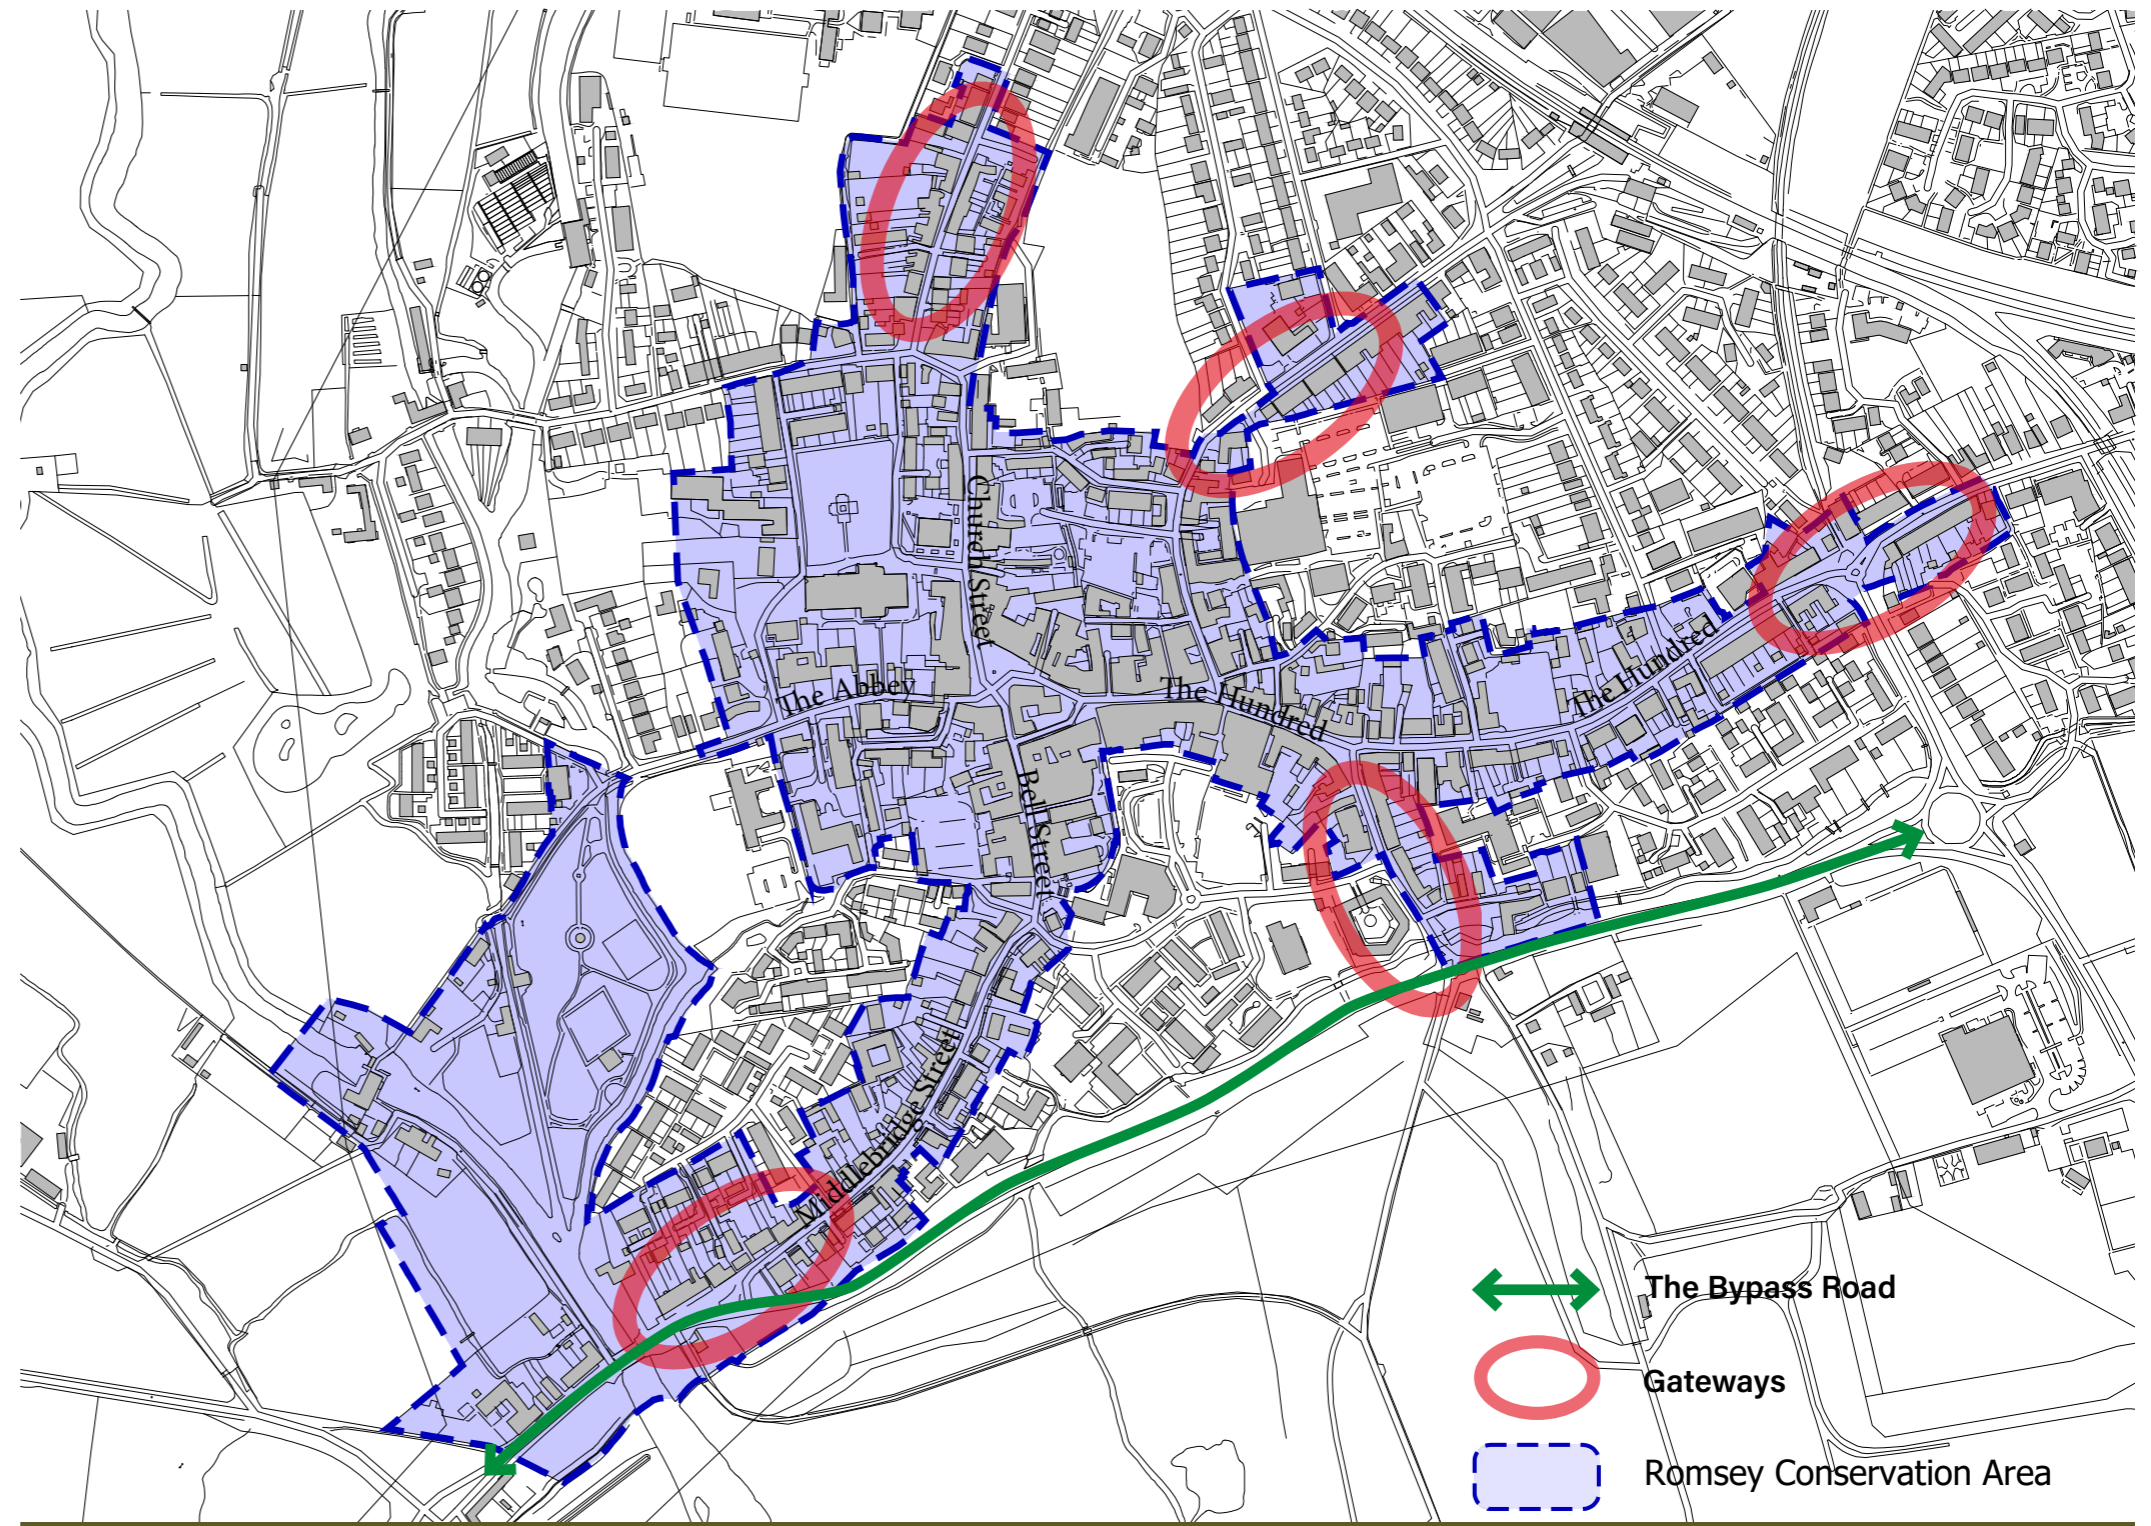 Church Street
The Abbey
The Hundred
The Hundred
Bell Street
Middlebridge Street
The Bypass Road
Gateways
Romsey Conservation Area